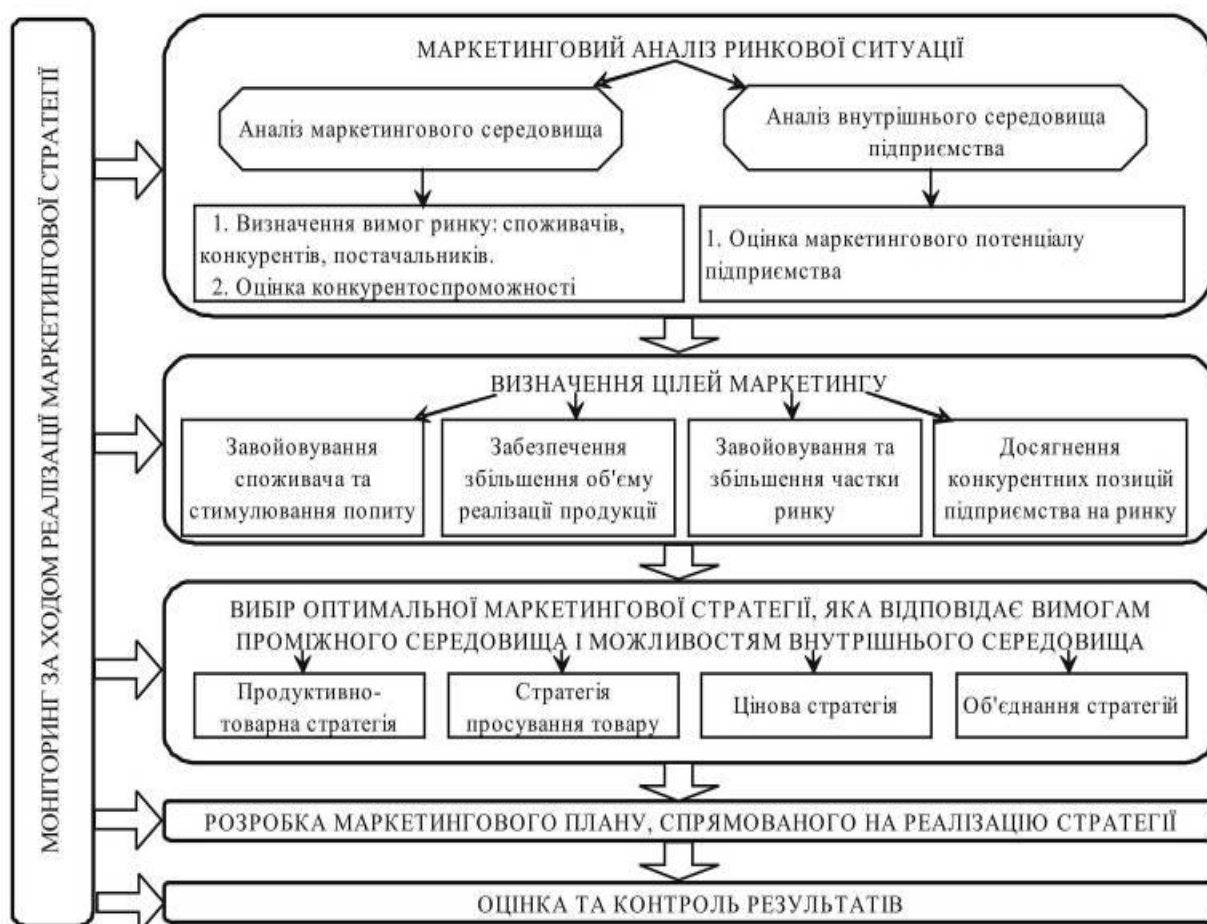 МОНІТОРИНГ ЗА ХОДОМ РЕАЛІЗАЦІЇ МАРКЕТИНГОВОЇ СТРАТЕГІЇ
МАРКЕТИНГОВИЙ АНАЛІЗ РИНКОВОЇ СИТУАЦІЇ
Аналіз маркетингового середовища
Аналіз внутрішнього середовища
підприємства
1. Визначення вимог ринку: споживачів,
конкурентів, постачальників.
2. Оцінка конкурентоспроможності
1. Оцінка маркетингового потенціалу
підприємства
ВИЗНАЧЕННЯ ЦІЛЕЙ МАРКЕТИНГУ
Завойовування
споживача та
стимулювання попиту
Забезпечення
збільшення об'єму
реалізації продукції
Завойовування та
збільшення частки
ринку
Досягнення
конкурентних позицій
підприємства на ринку
ВИБІР ОПТИМАЛЬНОЇ МАРКЕТИНГОВОЇ СТРАТЕГІЇ, ЯКА ВІДПОВІДАЄ ВИМОГАМ
ПРОМІЖНОГО СЕРЕДОВИЩА І МОЖЛИВОСТЯМ ВНУТРІШНЬОГО СЕРЕДОВИЩА
Продуктивно-
товарна стратегія
Стратегія
просування товару
Цінова стратегія
Об'єднання стратегій
РОЗРОБКА МАРКЕТИНГОВОГО ПЛАНУ, СПРЯМОВАНОГО НА РЕАЛІЗАЦІЮ СТРАТЕГІЇ
ОЦІНКА ТА КОНТРОЛЬ РЕЗУЛЬТАТІВ